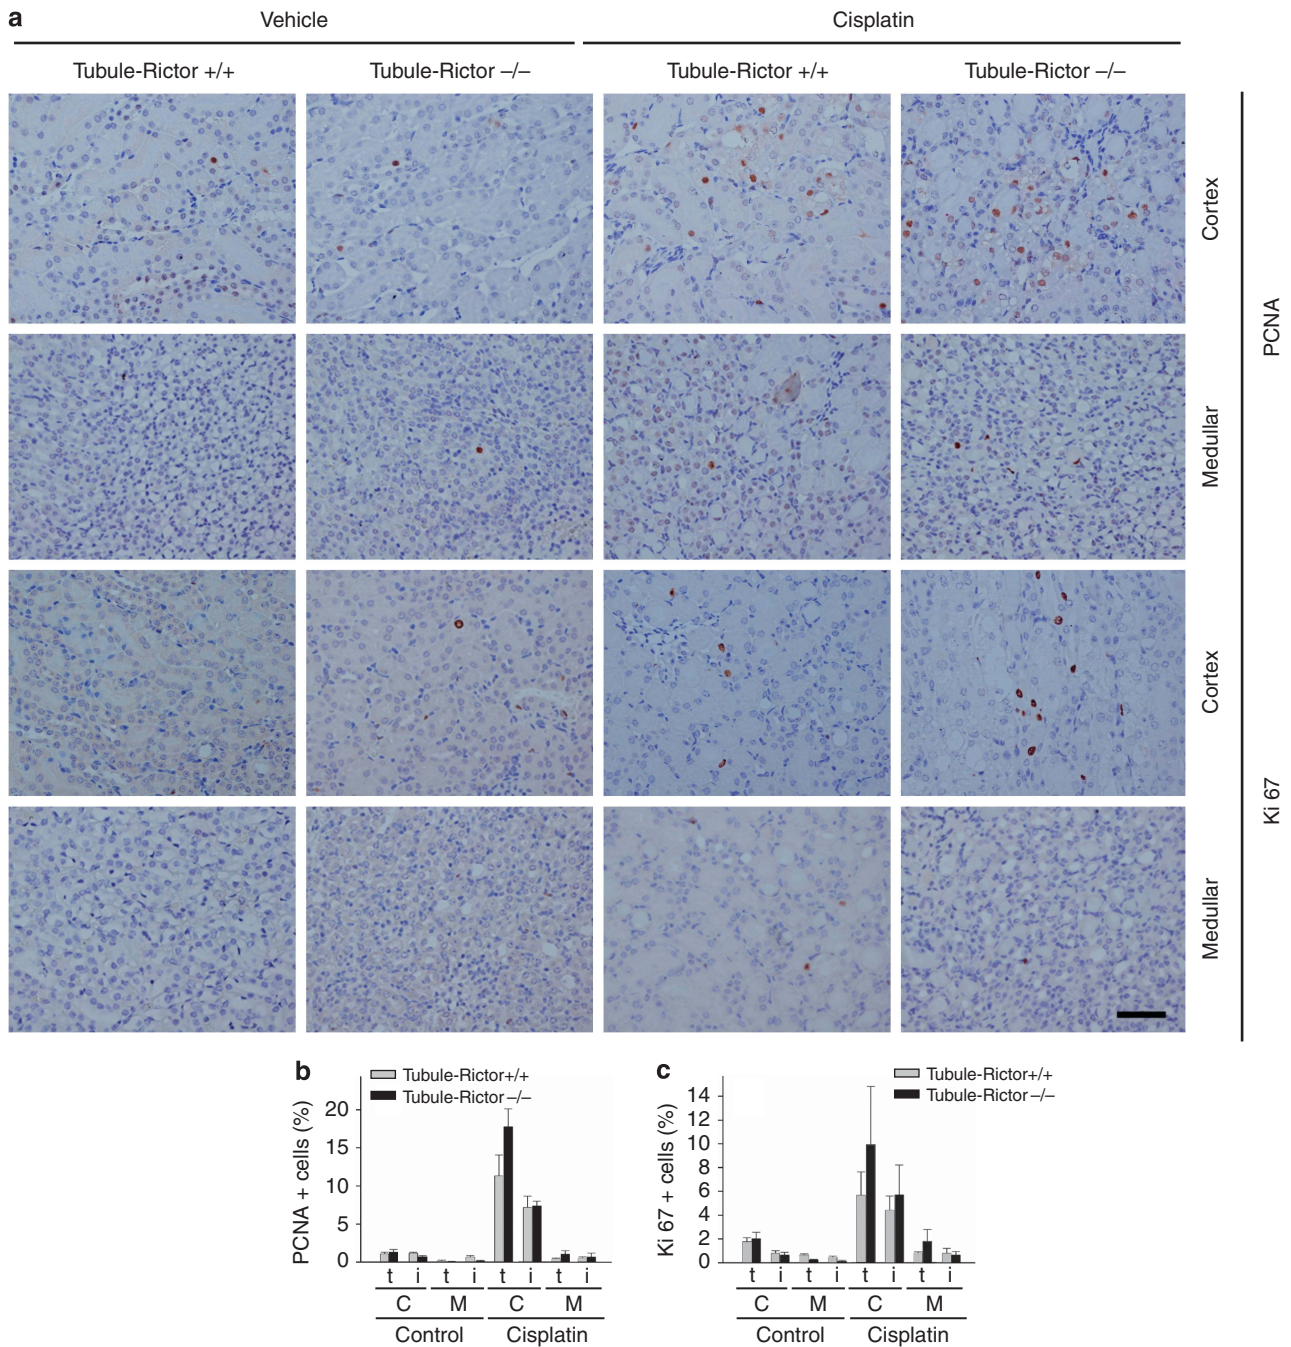 a
Vehicle
Cisplatin
Tubule-Rictor +/+
Tubule-Rictor –/–
Tubule-Rictor +/+
Tubule-Rictor –/–
Cortex
Medullar
PCNA
Cortex
Medullar
Ki 67
b
Tubule-Rictor+/+
Tubule-Rictor–/–
PCNA + cells (%)
20
15
10
5
0
t i t i t i t i
C M C M
Control Cisplatin
c
Tubule-Rictor+/+
Tubule-Rictor–/–
Ki 67 + cells (%)
14
12
10
8
6
4
2
0
t i t i t i t i
C M C M
Control Cisplatin